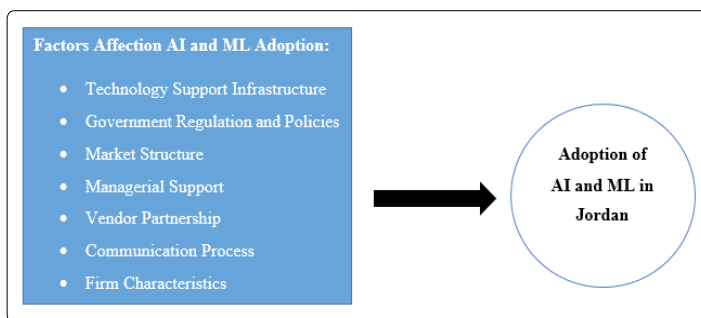 Factors Affection AI and ML Adoption:
• Technology Support Infrastructure
• Government Regulation and Policies
• Market Structure
• Managerial Support
• Vendor Partnership
• Communication Process
• Firm Characteristics
Adoption of
AI and ML in
Jordan